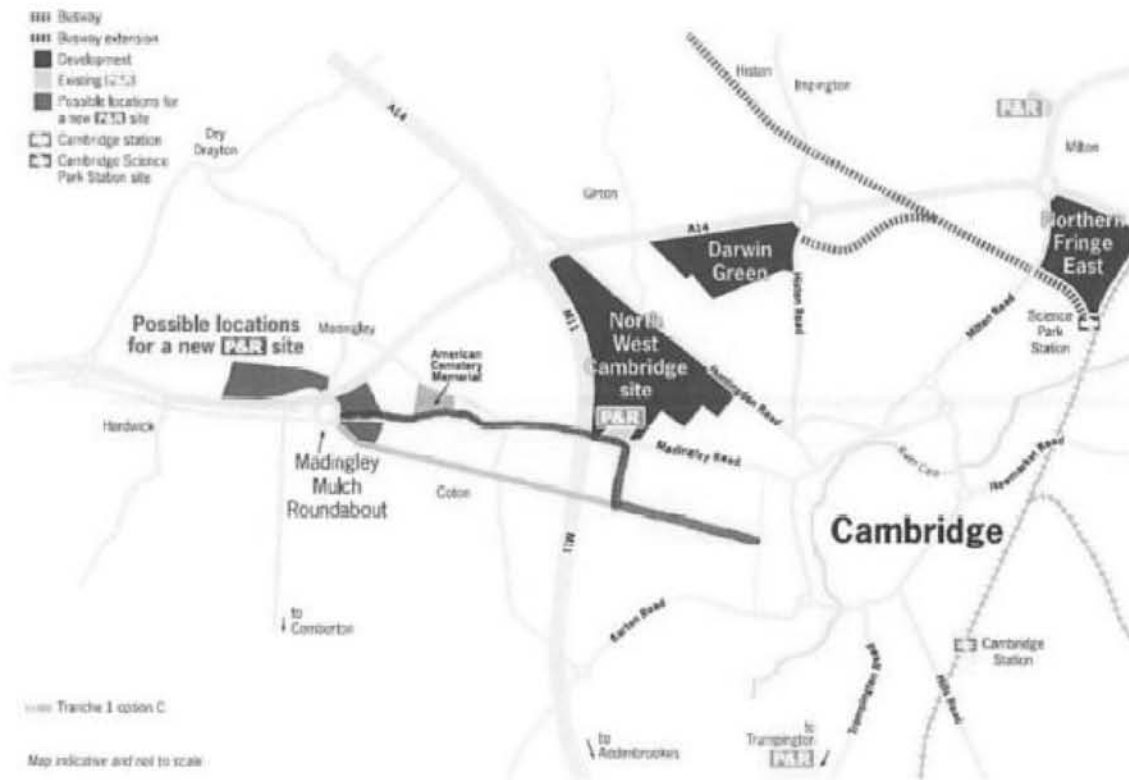 Busway
Busway extension
Development
Existing
Possible locations for
a new P&R site
Cambridge station
Cambridge Science
Park Station site
A14
Dry
Drayton
Histon
Impington
P&R
Milton
Girton
A14
Darwin
Green
Northern
Fringe
East
Histon Road
Milton Road
Science
Park
Station
Possible locations
for a new P&R site
Madingley
American
Cemetery
Memorial
M11
North
West
Cambridge
site
P&R
Huntingdon Road
Madingley Road
Hardwick
Madingley
Mulch
Roundabout
Coton
River Cam
Newmarket Road
Cambridge
M11
to
Comberton
Barton Road
Cambridge
Station
Trumpington Road
Hills Road
Tranche 1 option C
to
Addenbrookes
to
Trumpington
P&R
Map indicative and not to scale